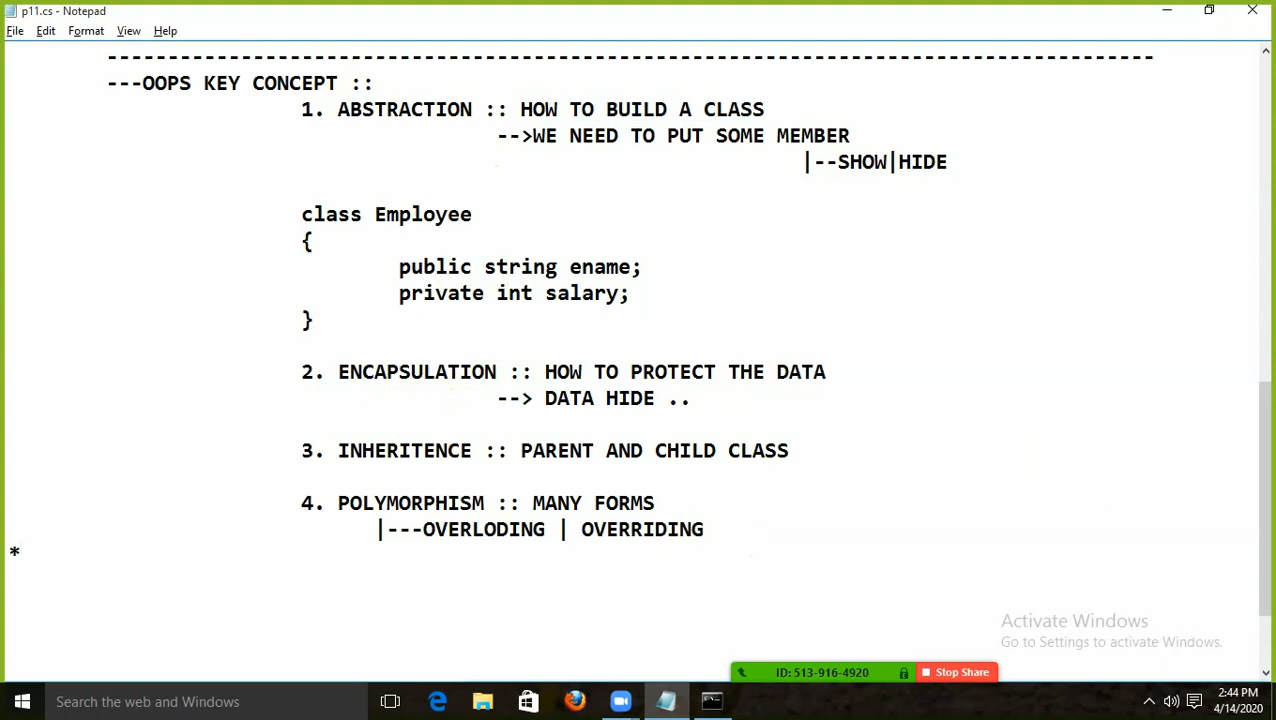 p11.cs - Notepad
File Edit Format View Help
---------------------------------------------------------------------------------------
---OOPS KEY CONCEPT ::
1. ABSTRACTION :: HOW TO BUILD A CLASS
-->WE NEED TO PUT SOME MEMBER
|--SHOW|HIDE
class Employee
{
public string ename;
private int salary;
}
2. ENCAPSULATION :: HOW TO PROTECT THE DATA
--> DATA HIDE ..
3. INHERITENCE :: PARENT AND CHILD CLASS
4. POLYMORPHISM :: MANY FORMS
|---OVERLODING | OVERRIDING
*
Activate Windows
Go to Settings to activate Windows.
ID: 513-916-4920 Stop Share
Search the web and Windows
2:44 PM
4/14/2020